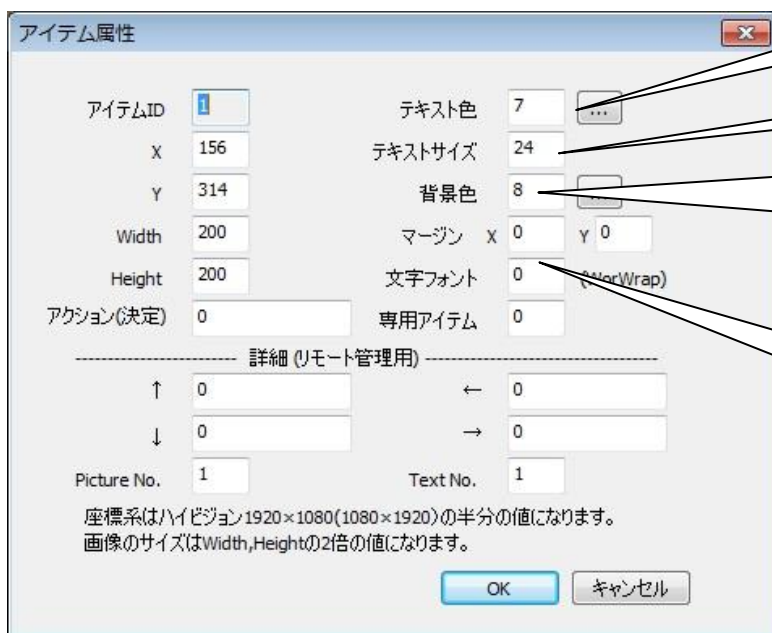 アイテム属性
アイテムID 1 テキスト色 7 ...
X 156 テキストサイズ 24
Y 314 背景色 8
Width 200 マージン X 0 Y 0
Height 200 文字フォント 0 (WorWrap)
アクション(決定) 0 専用アイテム 0
------------------------ 詳細 (リモート管理用) -----------------------------------
↑ 0 ← 0
↓ 0 → 0
Picture No. 1 Text No. 1
座標系はハイビジョン1920×1080(1080×1920)の半分の値になります。
画像のサイズはWidth,Heightの2倍の値になります。
OK キャンセル